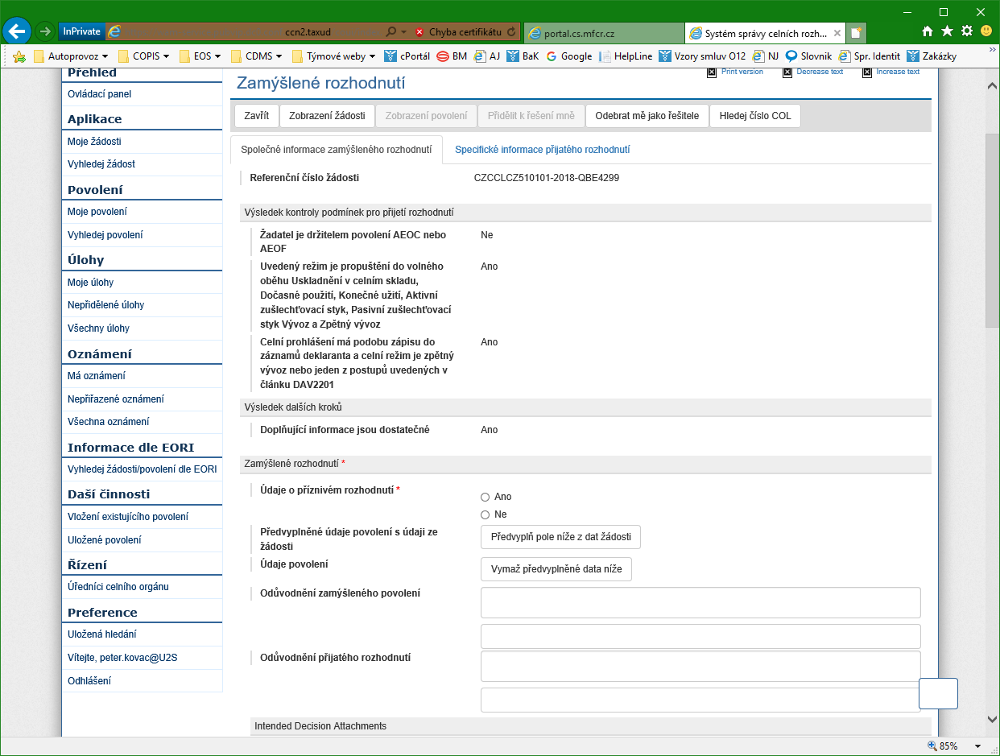 InPrivate
ccn2.taxud
Chyba certifikátu
portal.cs.mfcr.cz
Systém správy celních rozh...
Autoprovoz
COPIS
EOS
CDMS
Týmové weby
cPortál
BM
AJ
BaK
Google
HelpLine
Vzory smluv O12
NJ
Slovnik
Spr. Identit
Zakázky
Přehled
Ovládací panel
Aplikace
Moje žádosti
Vyhledej žádost
Povolení
Moje povolení
Vyhledej povolení
Úlohy
Moje úlohy
Nepřidělené úlohy
Všechny úlohy
Oznámení
Má oznámení
Nepřiřazené oznámení
Všechna oznámení
Informace dle EORI
Vyhledej žádosti/povolení dle EORI
Daší činnosti
Vložení existujícího povolení
Uložené povolení
Řízení
Úředníci celního orgánu
Preference
Uložená hledání
Vítejte, peter.kovac@U2S
Odhlášení
Zamýšlené rozhodnutí
Print version
Decrease text
Increase text
Zavřít
Zobrazení žádosti
Zobrazení povolení
Přidělit k řešení mně
Odebrat mě jako řešitele
Hledej číslo COL
Společné informace zamýšleného rozhodnutí
Specifické informace přijatého rozhodnutí
Referenční číslo žádosti
CZCCLCZ510101-2018-QBE4299
Výsledek kontroly podmínek pro přijetí rozhodnutí
Žadatel je držitelem povolení AEOC nebo
AEOF
Ne
Uvedený režim je propuštění do volného
oběhu Uskladnění v celním skladu,
Dočasné použití, Konečné užití, Aktivní
zušlechťovací styk, Pasivní zušlechťovací
styk Vývoz a Zpětný vývoz
Ano
Celní prohlášení má podobu zápisu do
záznamů deklaranta a celní režim je zpětný
vývoz nebo jeden z postupů uvedených v
článku DAV2201
Ano
Výsledek dalších kroků
Doplňující informace jsou dostatečné
Ano
Zamýšlené rozhodnutí *
Údaje o příznivém rozhodnutí *
Ano
Ne
Předvyplněné údaje povolení s údaji ze
žádosti
Předvyplň pole níže z dat žádosti
Údaje povolení
Vymaž předvyplněné data níže
Odůvodnění zamýšleného povolení
Odůvodnění přijatého rozhodnutí
Intended Decision Attachments
85%